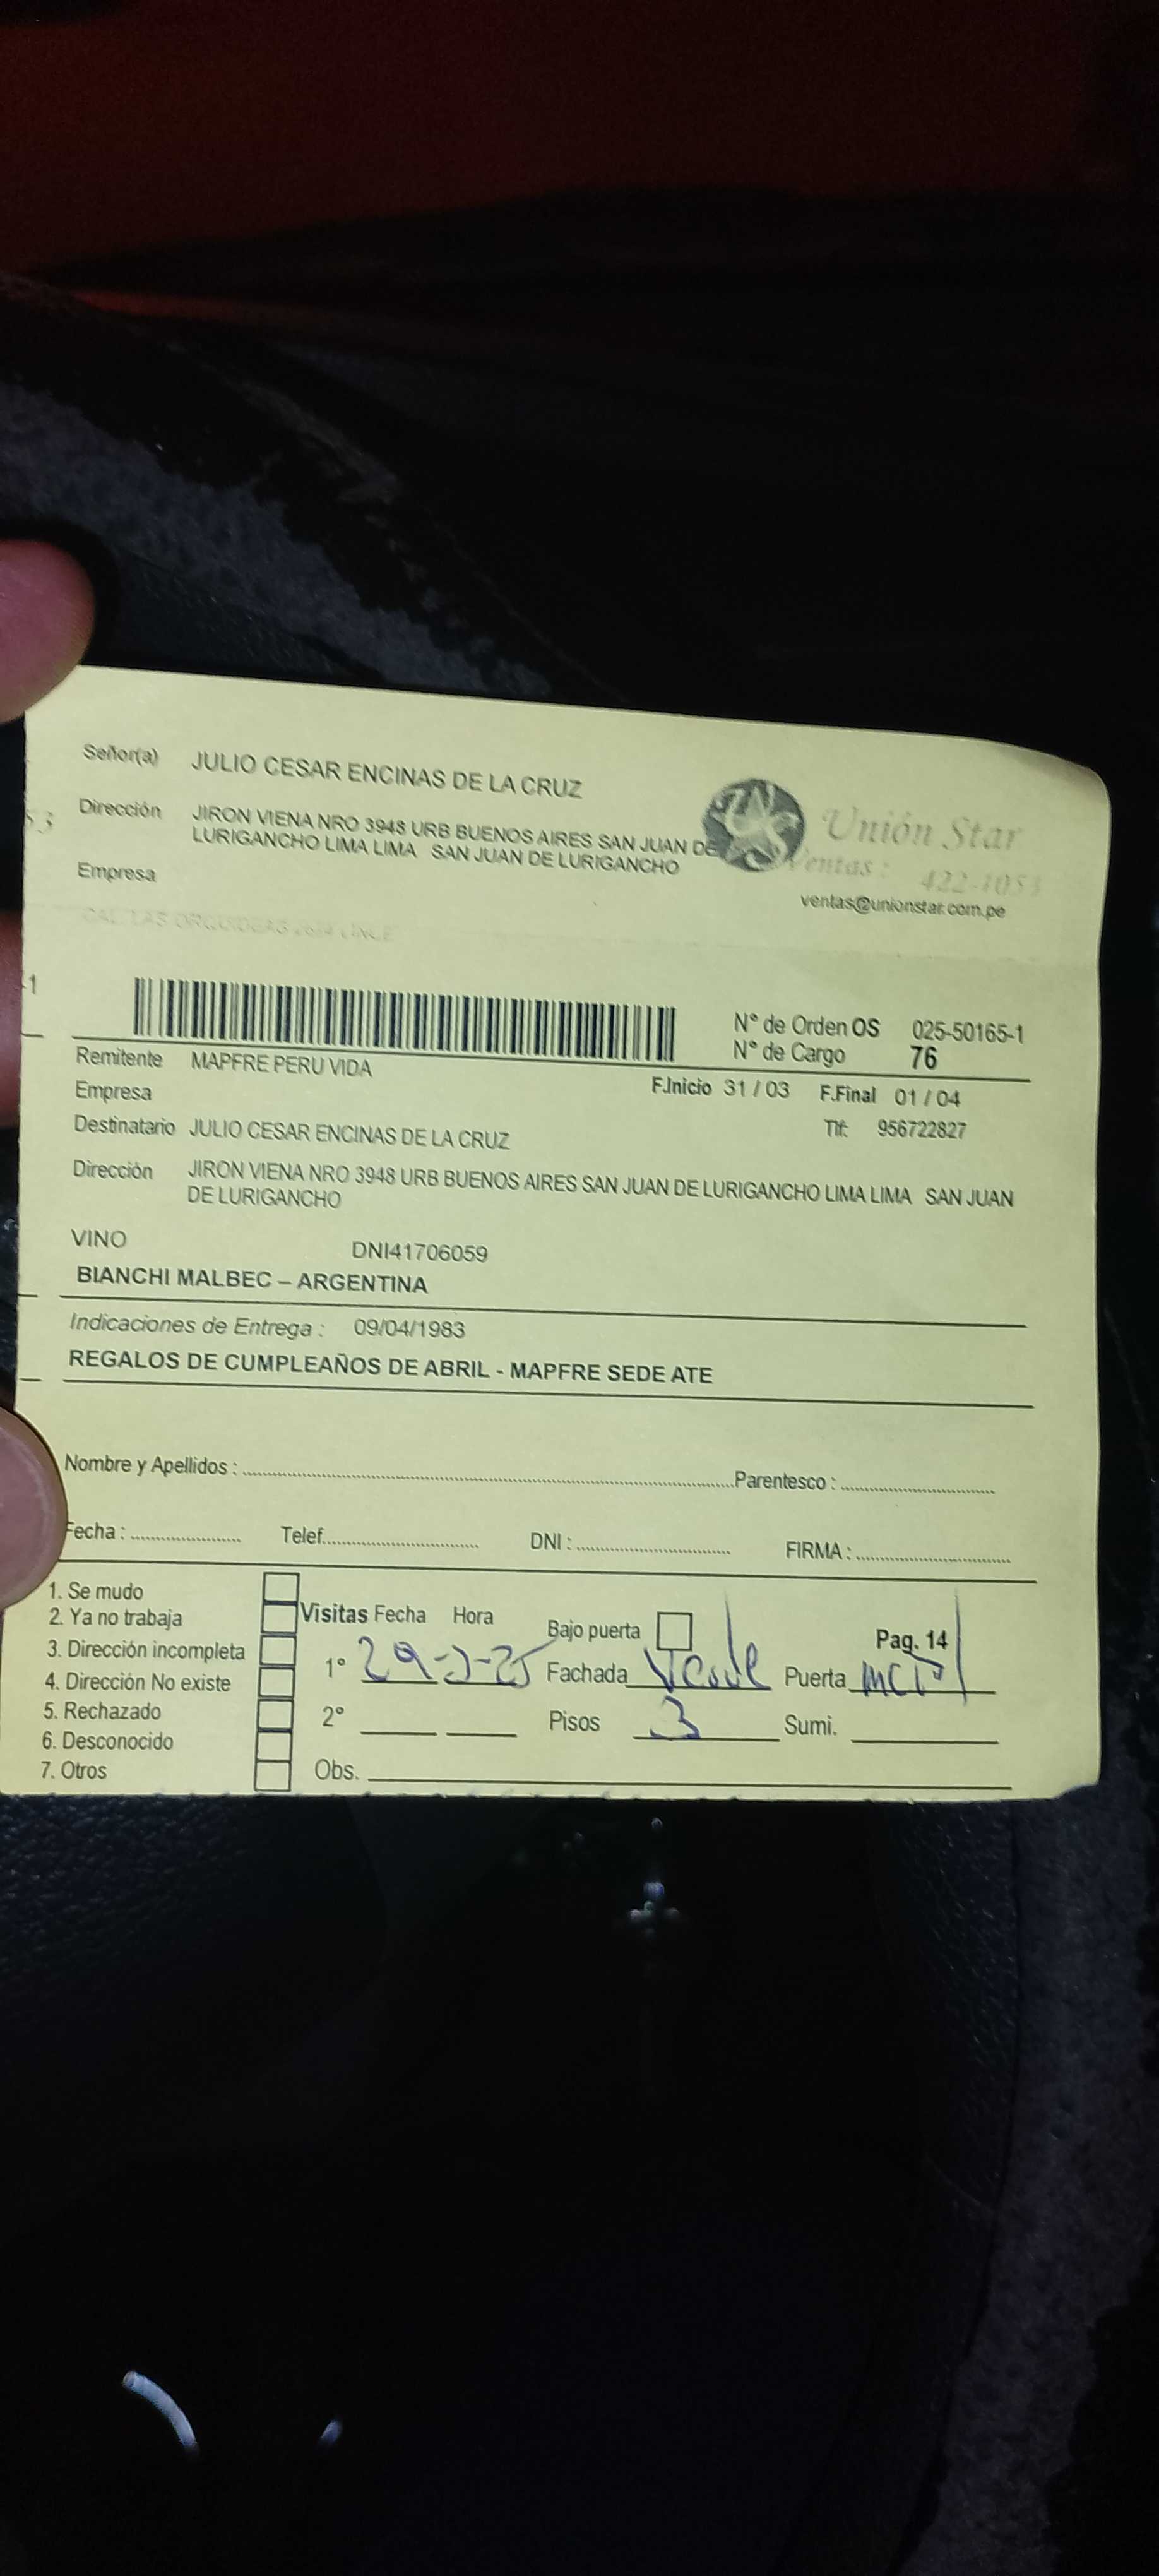 Señor(a) JULIO CESAR ENCINAS DE LA CRUZ
Dirección JIRON VIENA NRO 3948 URB BUENOS AIRES SAN JUAN DE
LURIGANCHO LIMA LIMA SAN JUAN DE LURIGANCHO
Unión Star
Ventas: 422-1053
Empresa
ventas@unionstar.com.pe
N° de Orden OS 025-50165-1
N° de Cargo 76
Remitente MAPFRE PERU VIDA
F.Inicio 31 / 03 F.Final 01 / 04
Empresa
Destinatario JULIO CESAR ENCINAS DE LA CRUZ
Tlf: 956722827
Dirección JIRON VIENA NRO 3948 URB BUENOS AIRES SAN JUAN DE LURIGANCHO LIMA LIMA SAN JUAN
DE LURIGANCHO
VINO DNI41706059
BIANCHI MALBEC – ARGENTINA
Indicaciones de Entrega : 09/04/1983
REGALOS DE CUMPLEAÑOS DE ABRIL - MAPFRE SEDE ATE
Nombre y Apellidos : Parentesco :
Fecha : Telef. DNI : FIRMA :
1. Se mudo
2. Ya no trabaja
3. Dirección incompleta
4. Dirección No existe
5. Rechazado
6. Desconocido
7. Otros
Visitas Fecha Hora Bajo puerta Pag. 14
1° 29-3-25 Fachada Verde Puerta
2° Pisos 3 Sumi.
Obs.